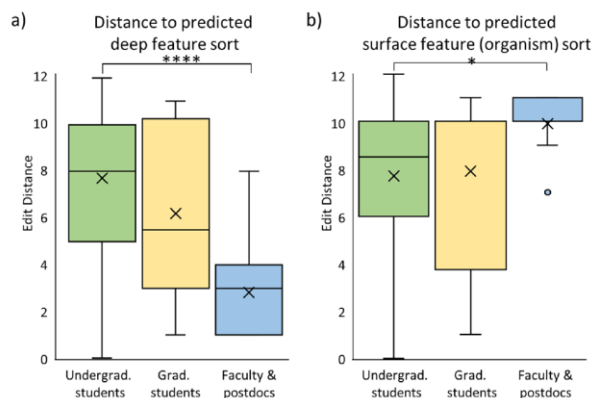 a)
Distance to predicted
deep feature sort
****
12
10
8
6
4
2
0
Edit Distance
Undergrad.
students
Grad.
students
Faculty &
postdocs
b)
Distance to predicted
surface feature (organism) sort
*
12
10
8
6
4
2
0
Edit Distance
Undergrad.
students
Grad.
students
Faculty &
postdocs